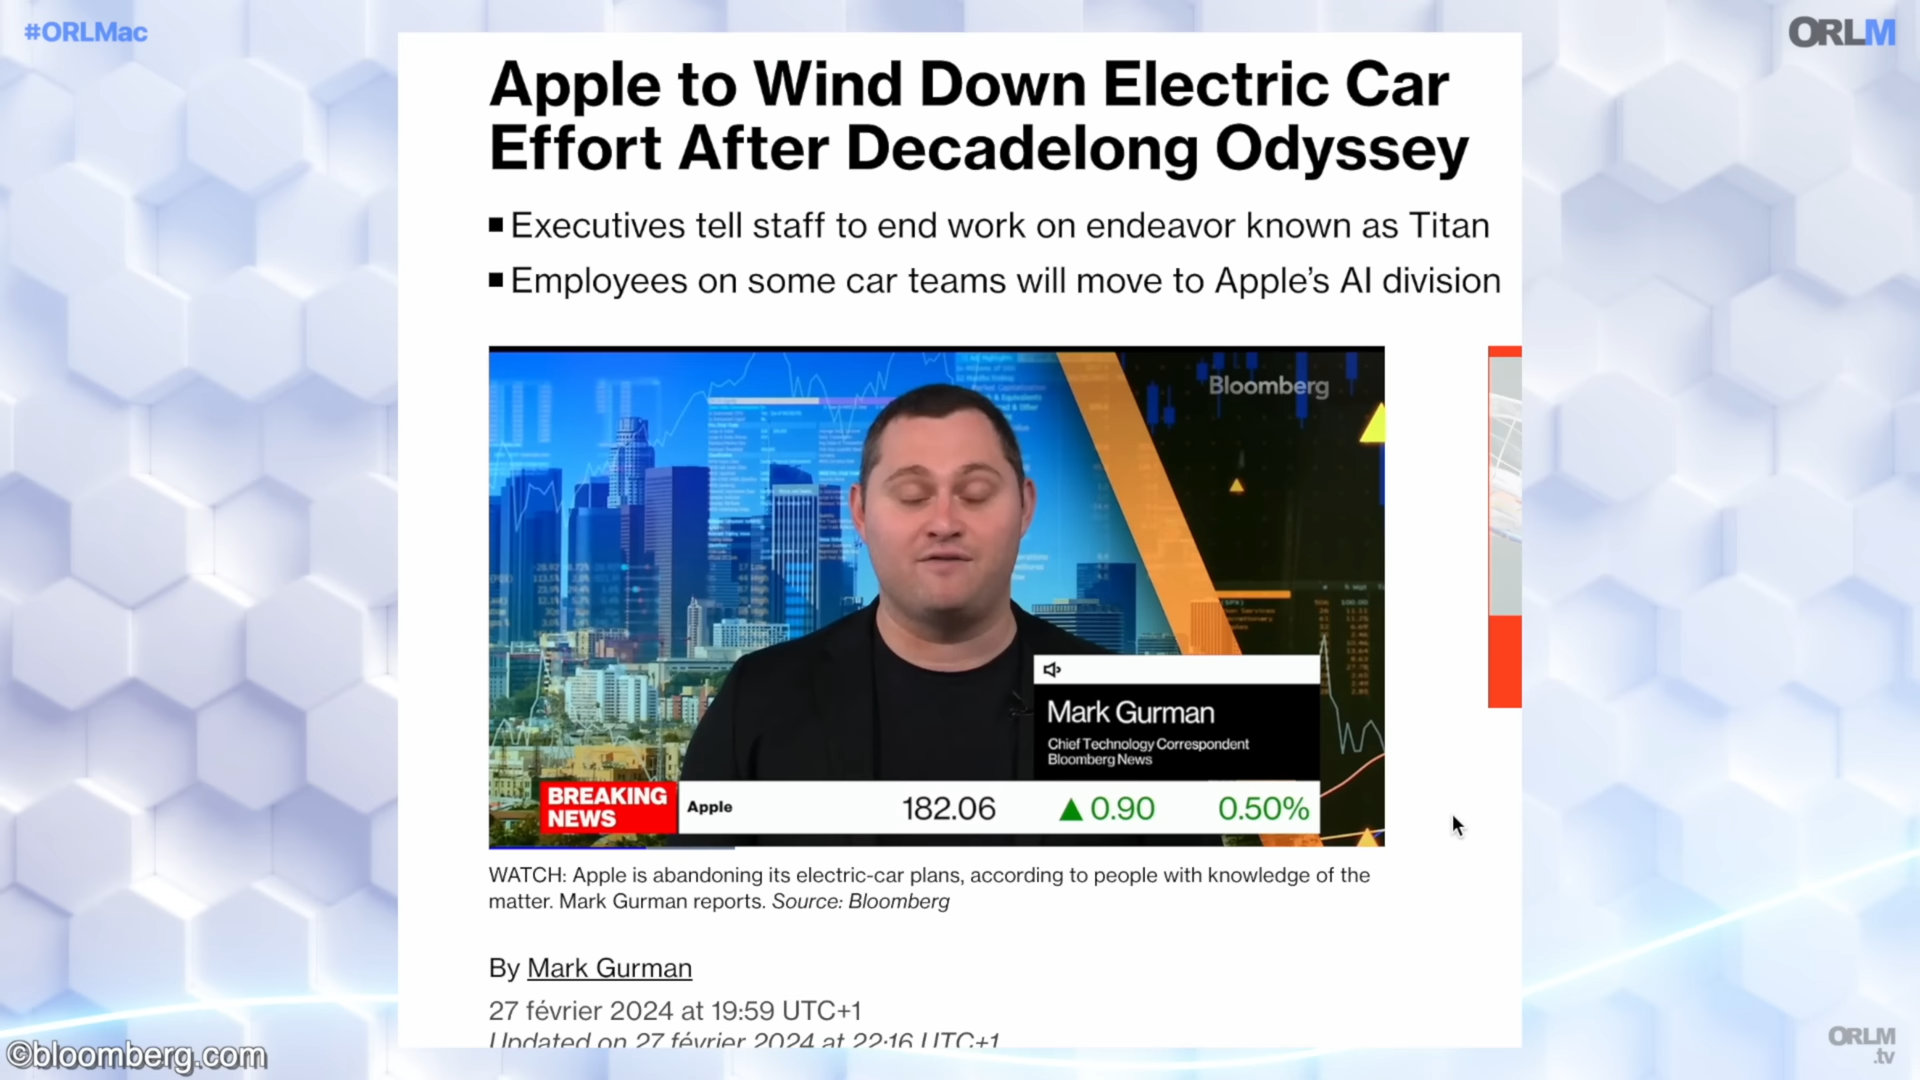 #ORLMac
ORLM
Apple to Wind Down Electric Car
Effort After Decadelong Odyssey
Executives tell staff to end work on endeavor known as Titan
Employees on some car teams will move to Apple's AI division
Bloomberg
Mark Gurman
Chief Technology Correspondent
Bloomberg News
BREAKING
NEWS
Apple 182.06 ▲ 0.90 0.50%
WATCH: Apple is abandoning its electric-car plans, according to people with knowledge of the
matter. Mark Gurman reports. Source: Bloomberg
By Mark Gurman
27 février 2024 at 19:59 UTC+1
Updated on 27 février 2024 at 22:16 UTC+1
©bloomberg.com
ORLM
.tv